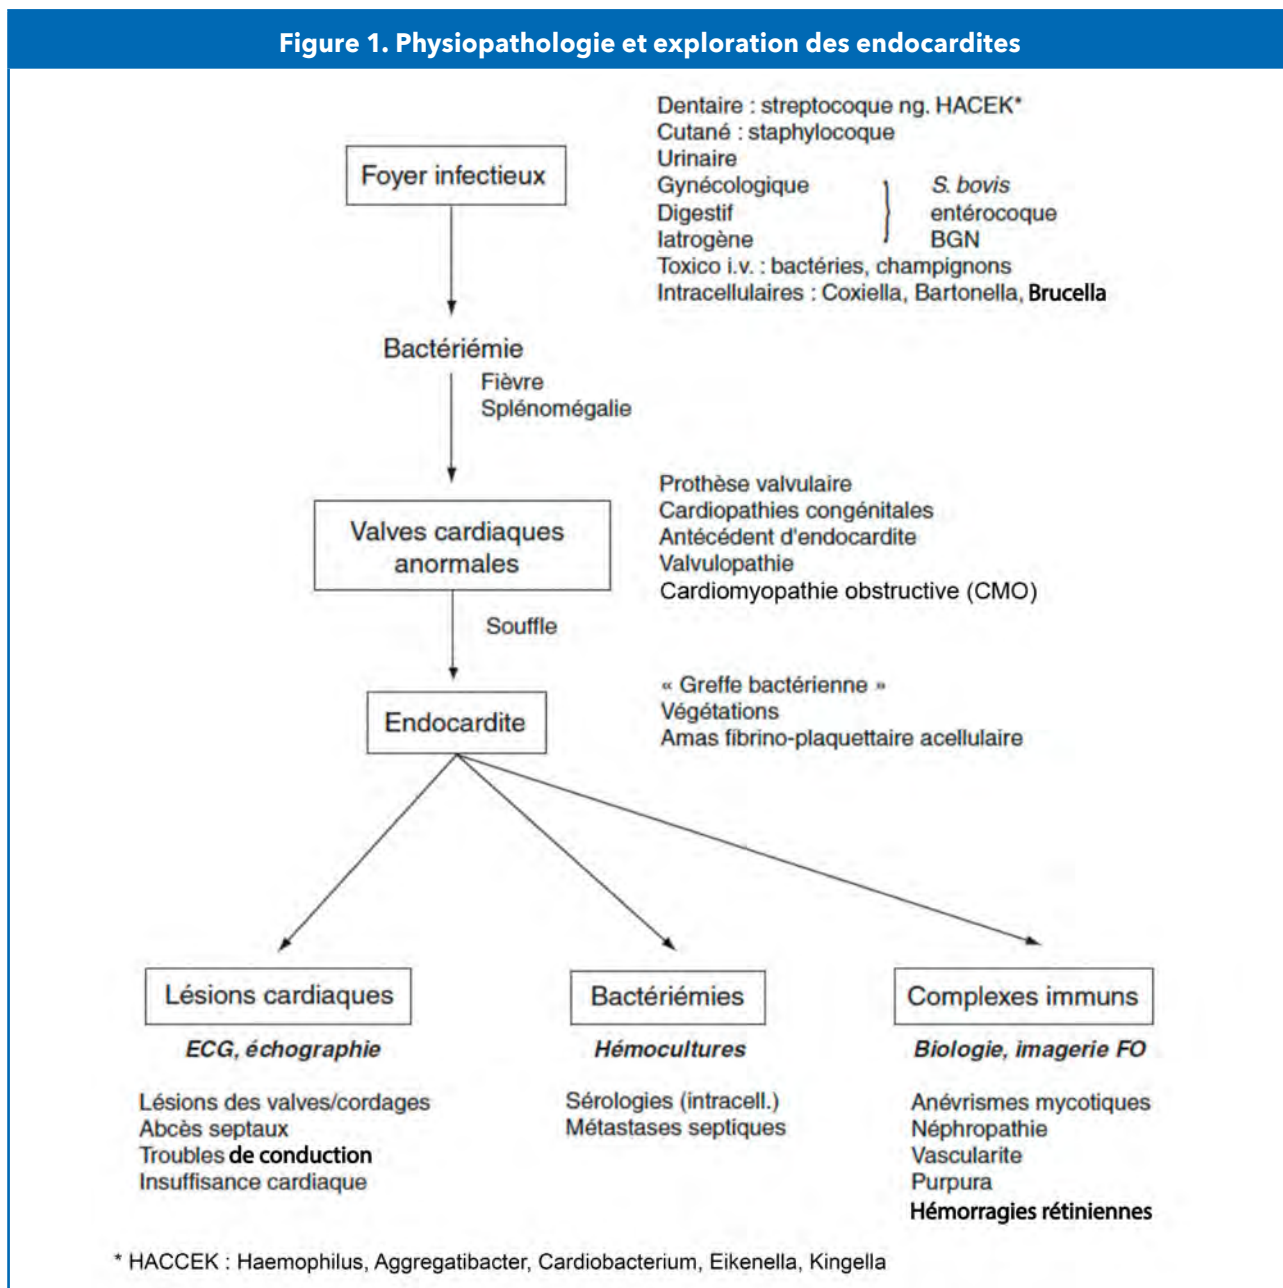 Figure 1. Physiopathologie et exploration des endocardites
Foyer infectieux
Dentaire : streptocoque ng. HACEK*
Cutané : staphylocoque
Urinaire
Gynécologique
Digestif
Iatrogène
S. bovis
entérocoque
BGN
Toxico i.v. : bactéries, champignons
Intracellulaires : Coxiella, Bartonella, Brucella
Bactériémie
Fièvre
Splénomégalie
Valves cardiaques
anormales
Prothèse valvulaire
Cardiopathies congénitales
Antécédent d'endocardite
Valvulopathie
Cardiomyopathie obstructive (CMO)
Souffle
Endocardite
« Greffe bactérienne »
Végétations
Amas fibrino-plaquettaire acellulaire
Lésions cardiaques
ECG, échographie
Lésions des valves/cordages
Abcès septaux
Troubles de conduction
Insuffisance cardiaque
Bactériémies
Hémocultures
Sérologies (intracell.)
Métastases septiques
Complexes immuns
Biologie, imagerie FO
Anévrismes mycotiques
Néphropathie
Vascularite
Purpura
Hémorragies rétiniennes
* HACCEK : Haemophilus, Aggregatibacter, Cardiobacterium, Eikenella, Kingella